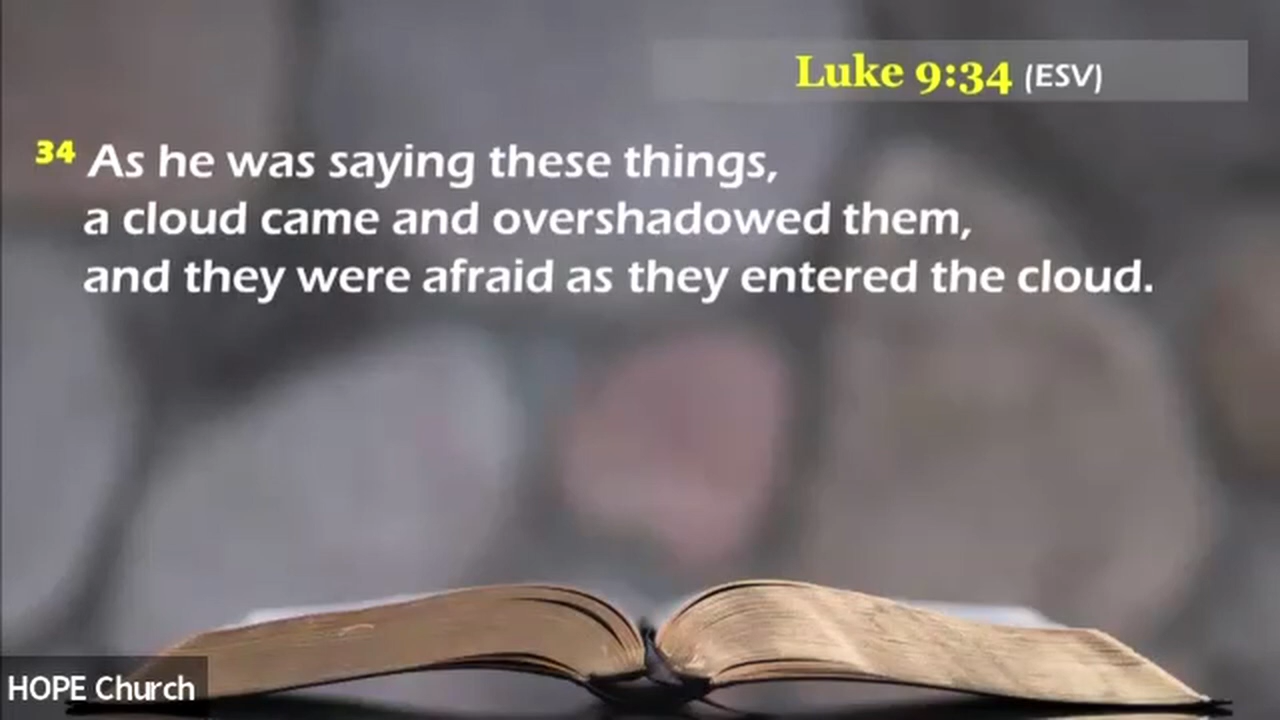 Luke 9:34 (ESV)
34 As he was saying these things,
a cloud came and overshadowed them,
and they were afraid as they entered the cloud.
HOPE Church